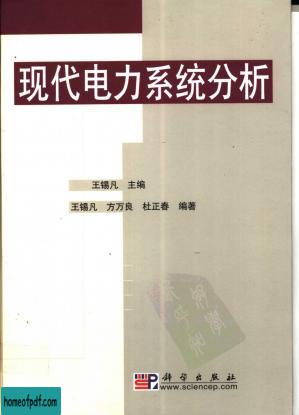 现代电力系统分析
王锡凡 主编
王锡凡 方万良 杜正春 编著
科学出版社
www.sciencep.com
homeofpdf.com